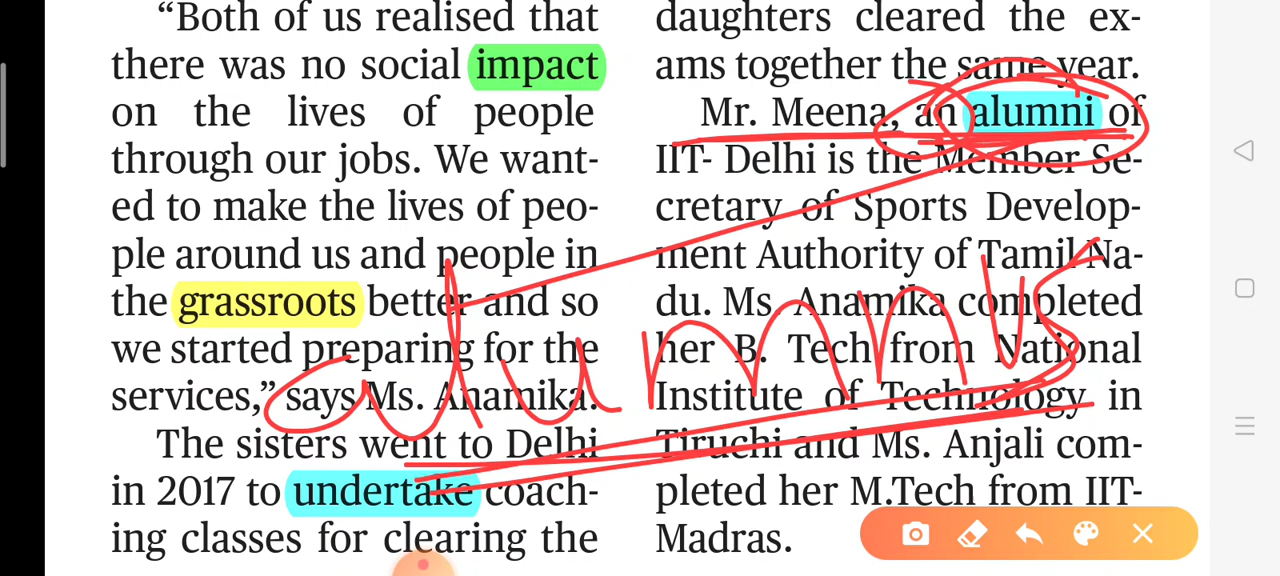 “Both of us realised that
there was no social impact
on the lives of people
through our jobs. We want-
ed to make the lives of peo-
ple around us and people in
the grassroots better and so
we started preparing for the
services,” says Ms. Anamika.
The sisters went to Delhi
in 2017 to undertake coach-
ing classes for clearing the
daughters cleared the ex-
ams together the same year.
Mr. Meena, an alumni of
IIT- Delhi is the Member Se-
cretary of Sports Develop-
ment Authority of Tamil Na-
du. Ms. Anamika completed
her B. Tech from National
Institute of Technology in
Tiruchi and Ms. Anjali com-
pleted her M.Tech from IIT-
Madras.
alumnus